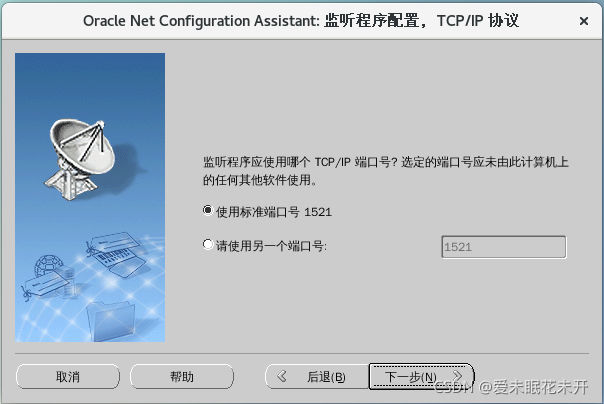 Oracle Net Configuration Assistant: 监听程序配置，TCP/IP 协议
监听程序应使用哪个 TCP/IP 端口号? 选定的端口号应未由此计算机上
的任何其他软件使用。
使用标准端口号 1521
请使用另一个端口号:
1521
取消
帮助
后退(B)
下一步(N)
CSDN @爱未眠花未开